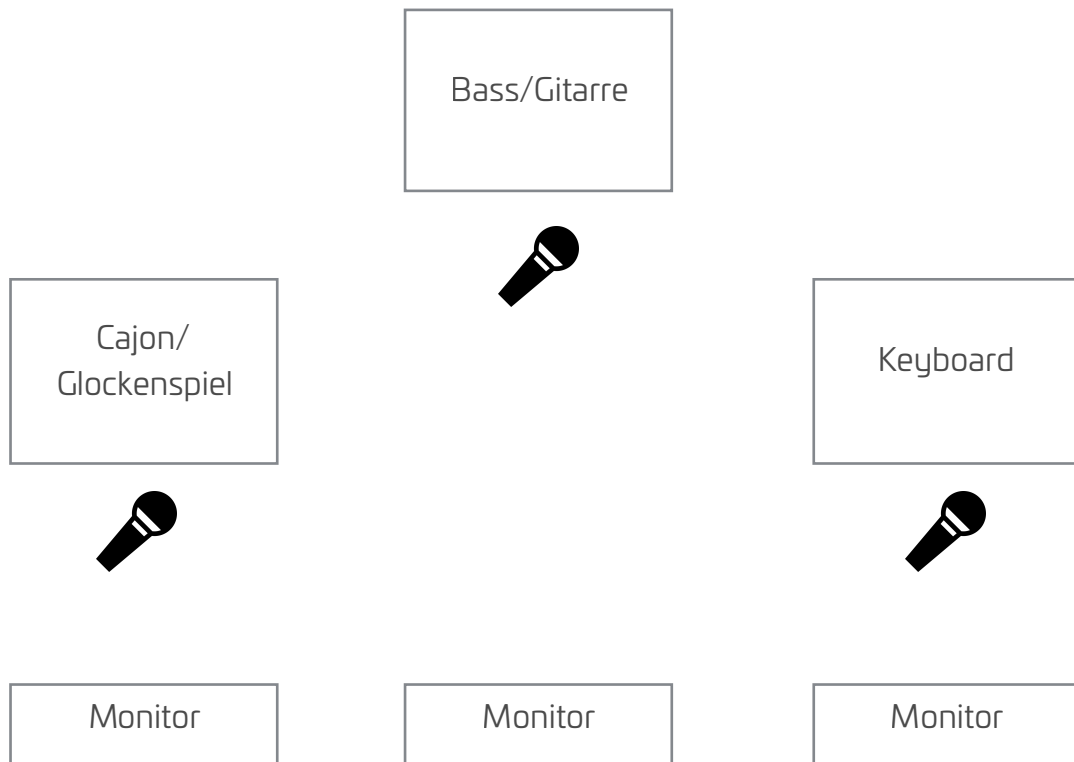 Bass/Gitarre
Cajon/
Glockenspiel
Keyboard
Monitor
Monitor
Monitor